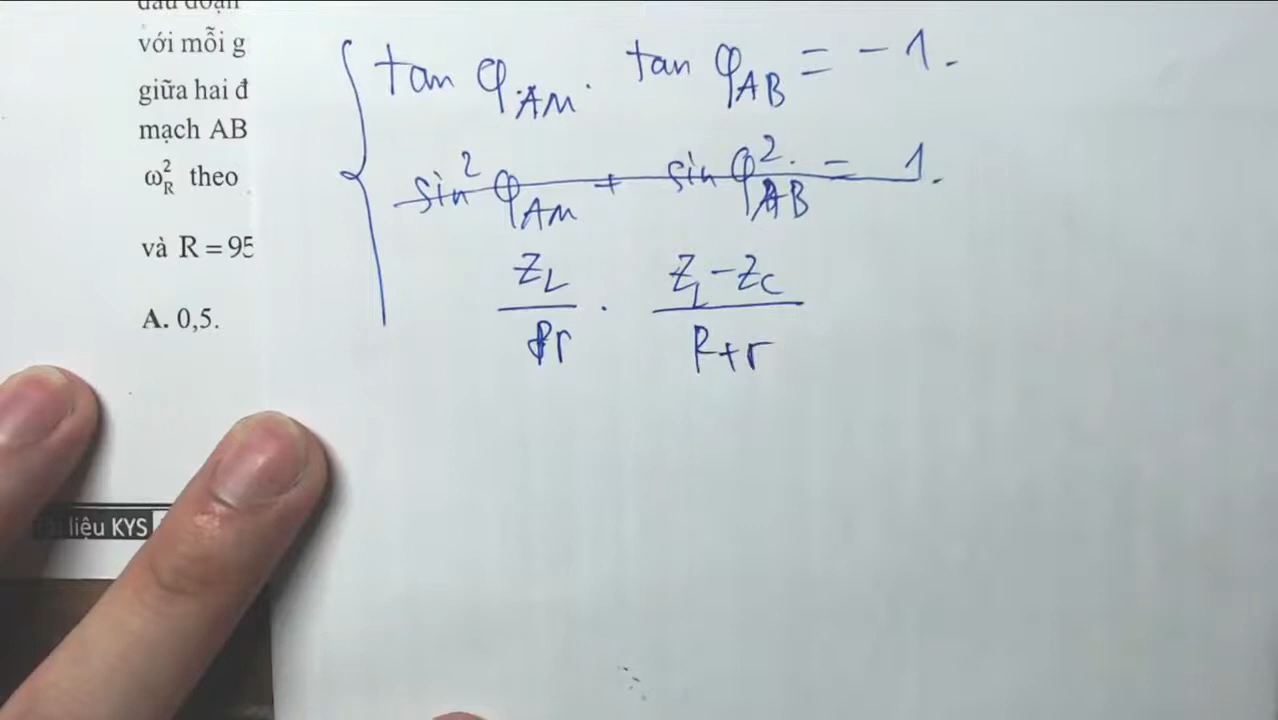 với mỗi g
giữa hai đ
mạch AB
ω²_R theo
và R = 95
A. 0,5.
liệu KYS
tan φ_AM . tan φ_AB = -1.
sin² φ_AM + sin φ²_AB = 1.
Z_L / r . Z_L - Z_C / R + r